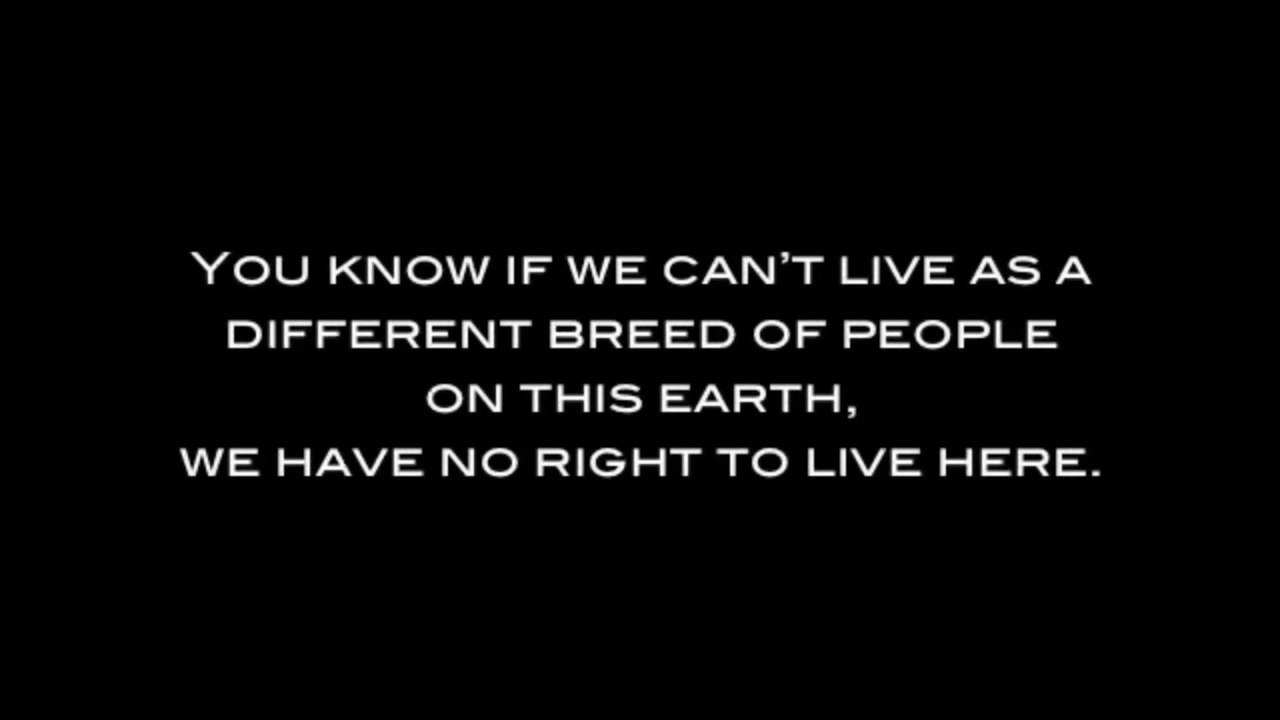 You know if we can’t live as a
different breed of people
on this earth,
we have no right to live here.